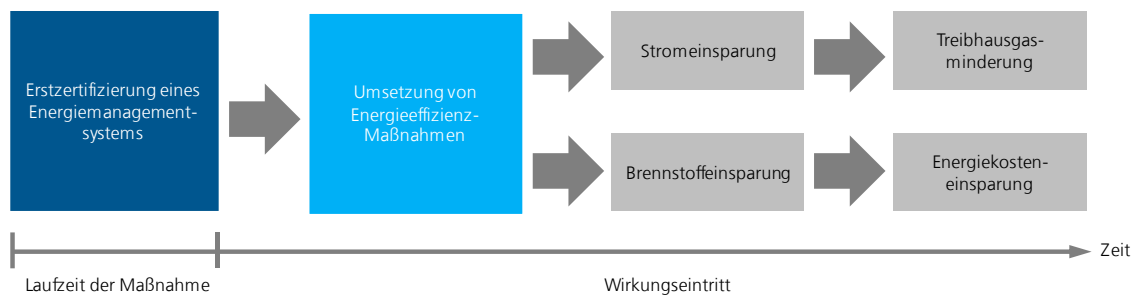 Erstzertifizierung eines
Energiemanagement-
systems
Umsetzung von
Energieeffizienz-
Maßnahmen
Stromeinsparung
Treibhausgas-
minderung
Brennstoffeinsparung
Energiekosten-
einsparung
Zeit
Laufzeit der Maßnahme
Wirkungseintritt